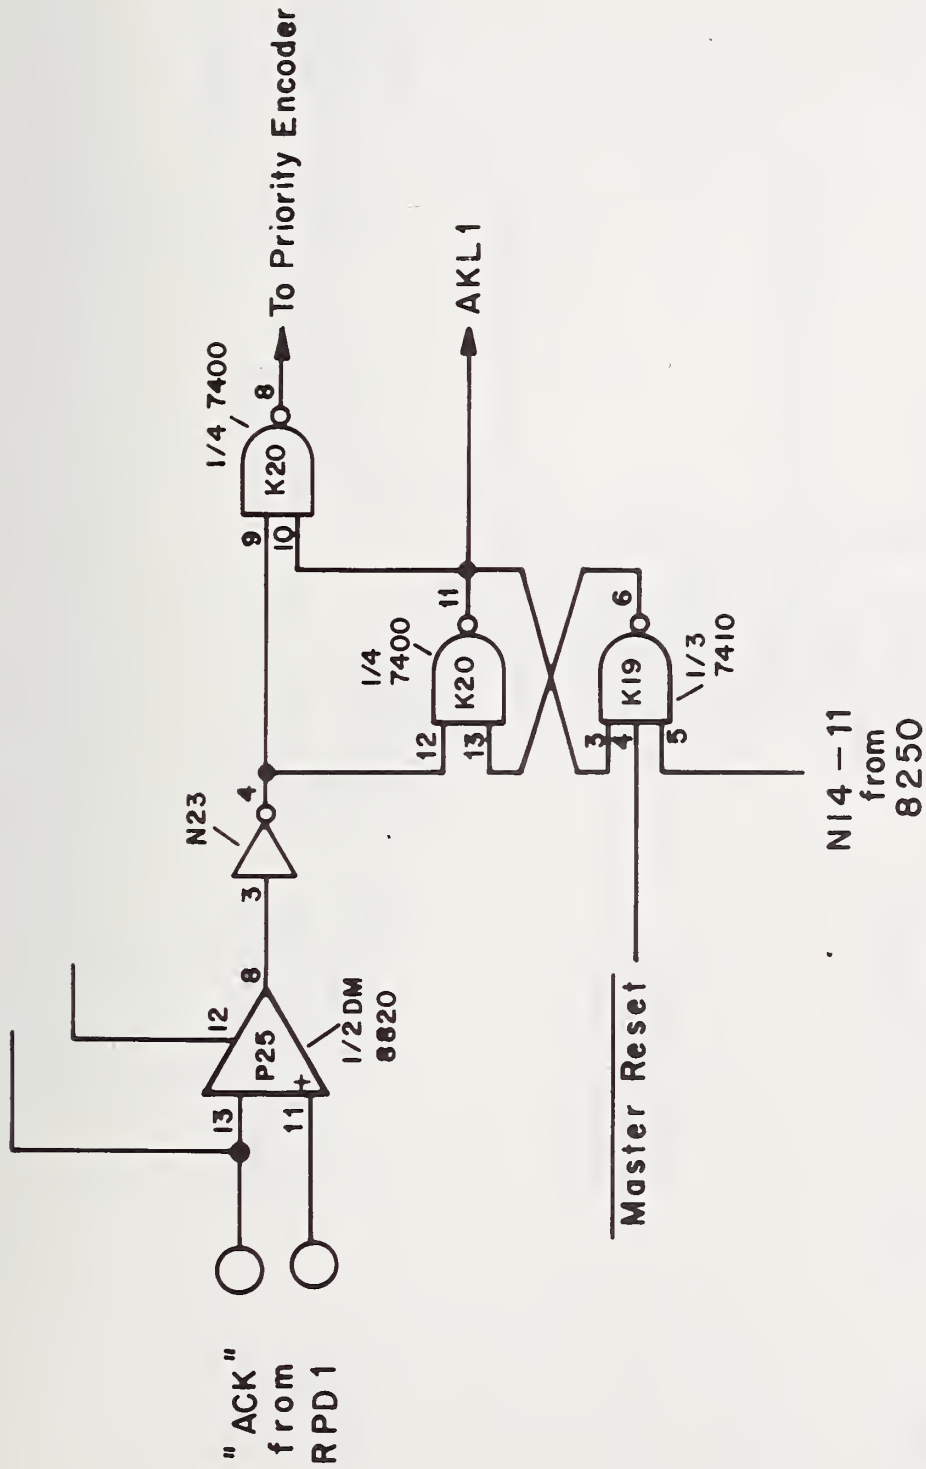 "ACK"
from
RPD1
13
11
12
P25
+
8
1/2 DM
8820
3
N23
4
9
10
K20
8
1/4 7400
To Priority Encoder
12
13
K20
11
1/4
7400
AKL1
3
4
5
K19
6
1/3
7410
Master Reset
N14-11
from
8250